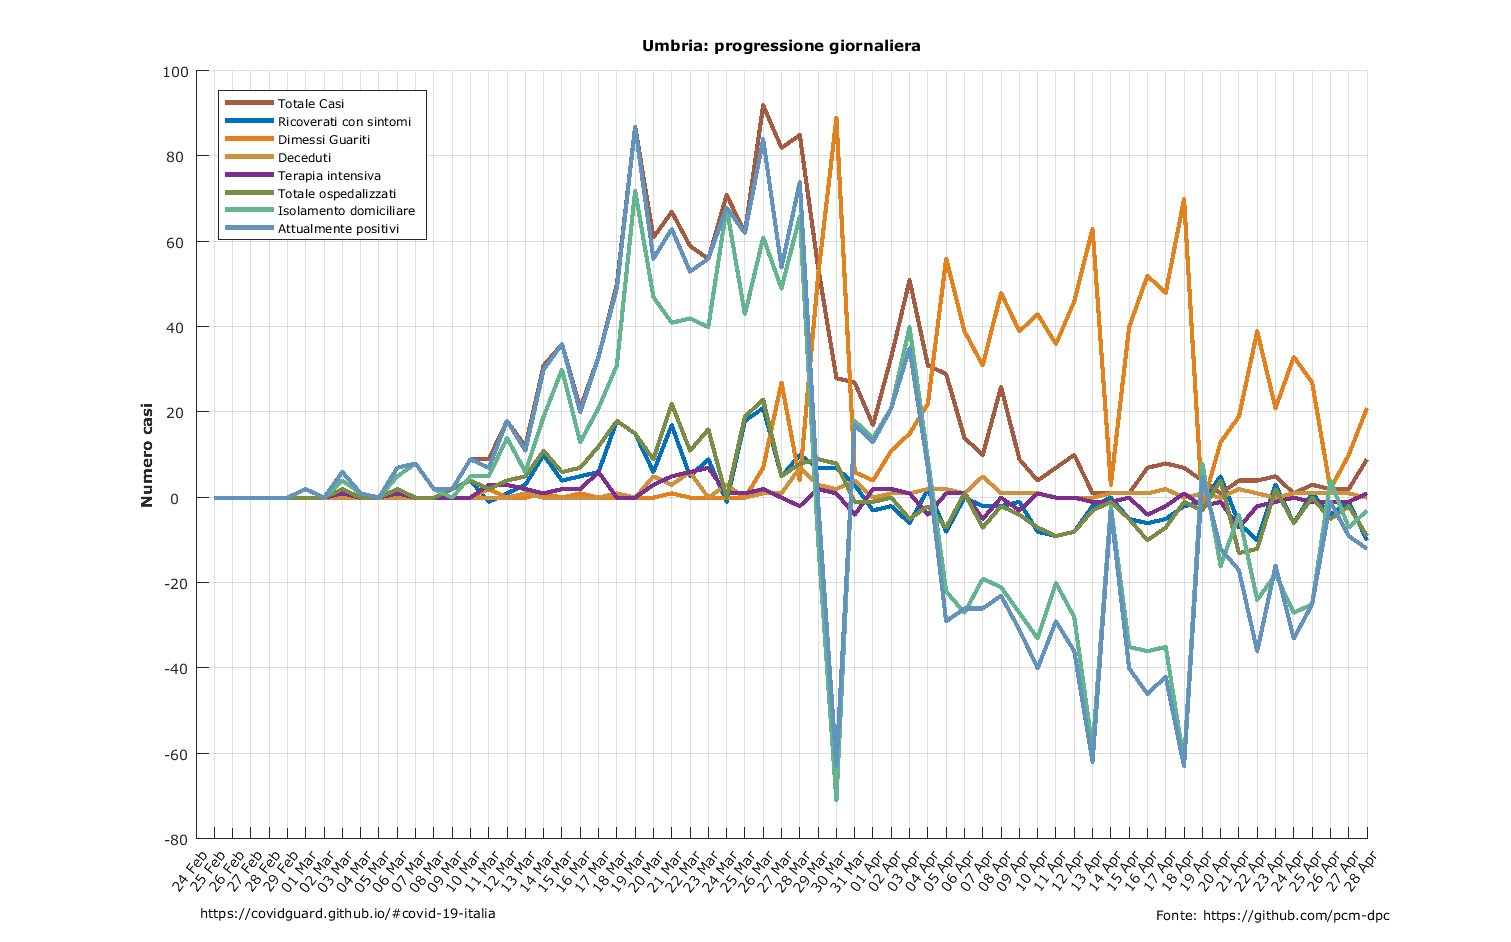 Umbria: progressione giornaliera
Numero casi
100
80
60
40
20
0
-20
-40
-60
-80
Totale Casi
Ricoverati con sintomi
Dimessi Guariti
Deceduti
Terapia intensiva
Totale ospedalizzati
Isolamento domiciliare
Attualmente positivi
24 Feb
25 Feb
26 Feb
27 Feb
28 Feb
29 Feb
01 Mar
02 Mar
03 Mar
04 Mar
05 Mar
06 Mar
07 Mar
08 Mar
09 Mar
10 Mar
11 Mar
12 Mar
13 Mar
14 Mar
15 Mar
16 Mar
17 Mar
18 Mar
19 Mar
20 Mar
21 Mar
22 Mar
23 Mar
24 Mar
25 Mar
26 Mar
27 Mar
28 Mar
29 Mar
30 Mar
31 Mar
01 Apr
02 Apr
03 Apr
04 Apr
05 Apr
06 Apr
07 Apr
08 Apr
09 Apr
10 Apr
11 Apr
12 Apr
13 Apr
14 Apr
15 Apr
16 Apr
17 Apr
18 Apr
19 Apr
20 Apr
21 Apr
22 Apr
23 Apr
24 Apr
25 Apr
26 Apr
27 Apr
28 Apr
https://covidguard.github.io/#covid-19-italia
Fonte: https://github.com/pcm-dpc